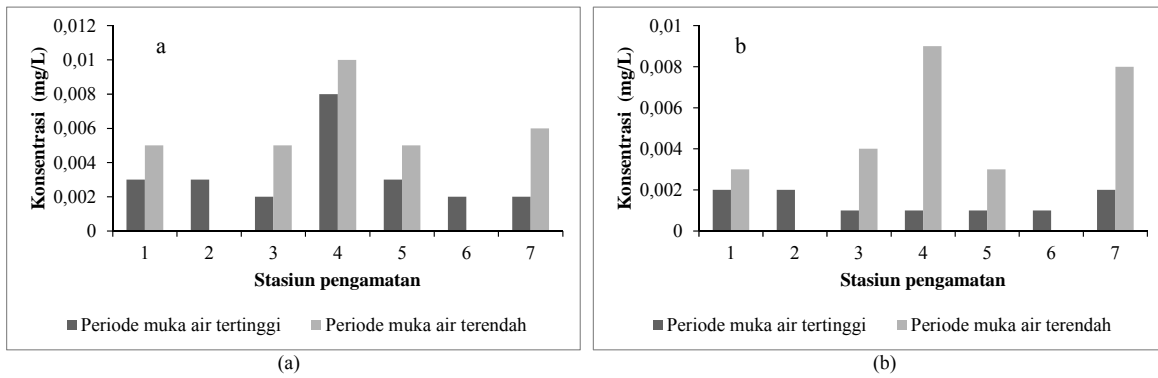 a
0,012
0,01
0,008
0,006
0,004
0,002
0
Konsentrasi (mg/L)
1 2 3 4 5 6 7
Stasiun pengamatan
Periode muka air tertinggi Periode muka air terendah
(a)
b
0,01
0,008
0,006
0,004
0,002
0
Konsentrasi (mg/L)
1 2 3 4 5 6 7
Stasiun pengamatan
Periode muka air tertinggi Periode muka air terendah
(b)